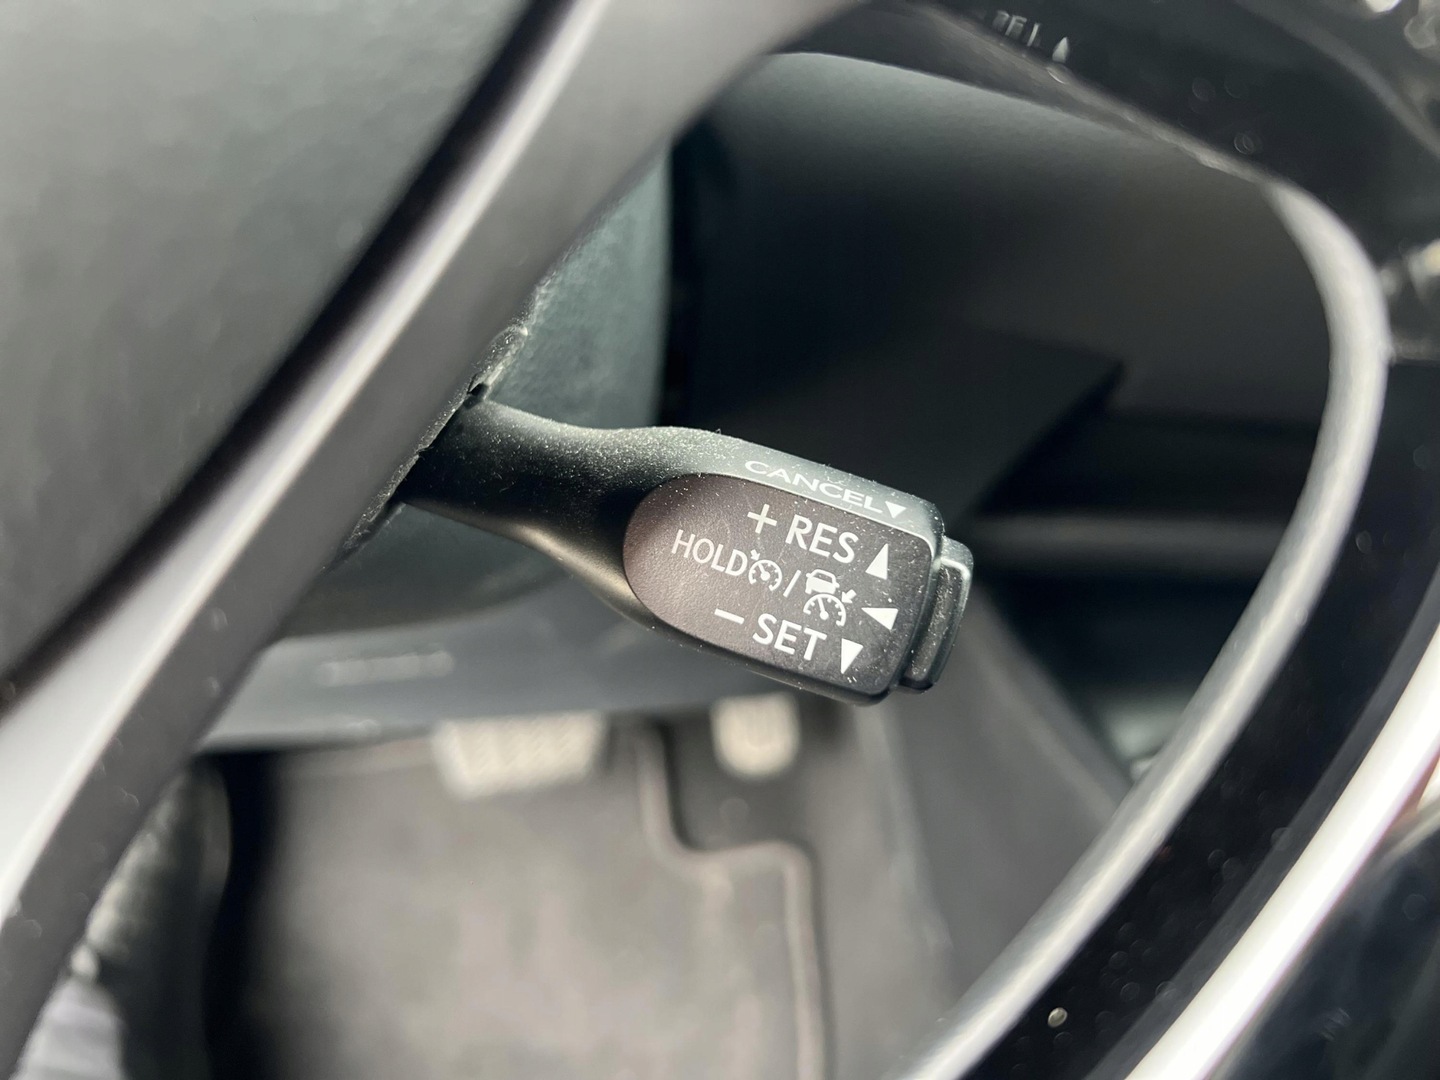 CANCEL▼
+ RES ▲
HOLD / ◀
– SET ▼